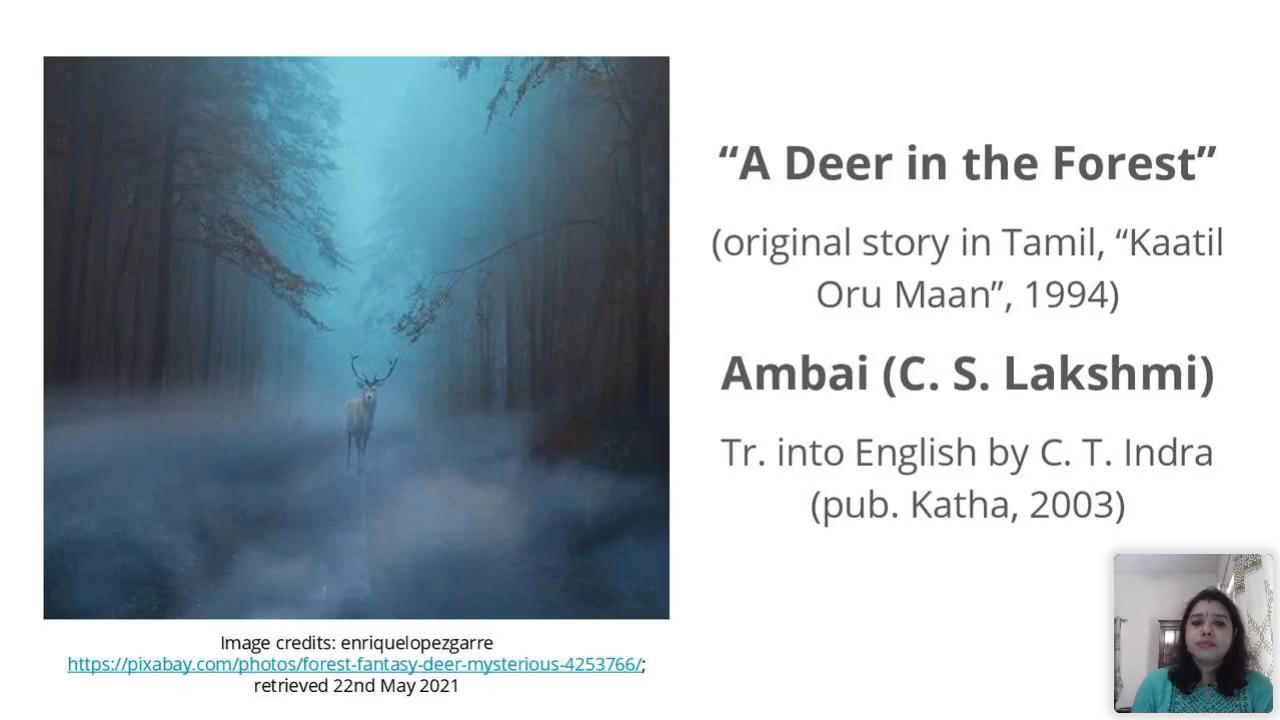 “A Deer in the Forest”
(original story in Tamil, “Kaatil
Oru Maan”, 1994)
Ambai (C. S. Lakshmi)
Tr. into English by C. T. Indra
(pub. Katha, 2003)
Image credits: enriquelopezgarre
https://pixabay.com/photos/forest-fantasy-deer-mysterious-4253766/;
retrieved 22nd May 2021